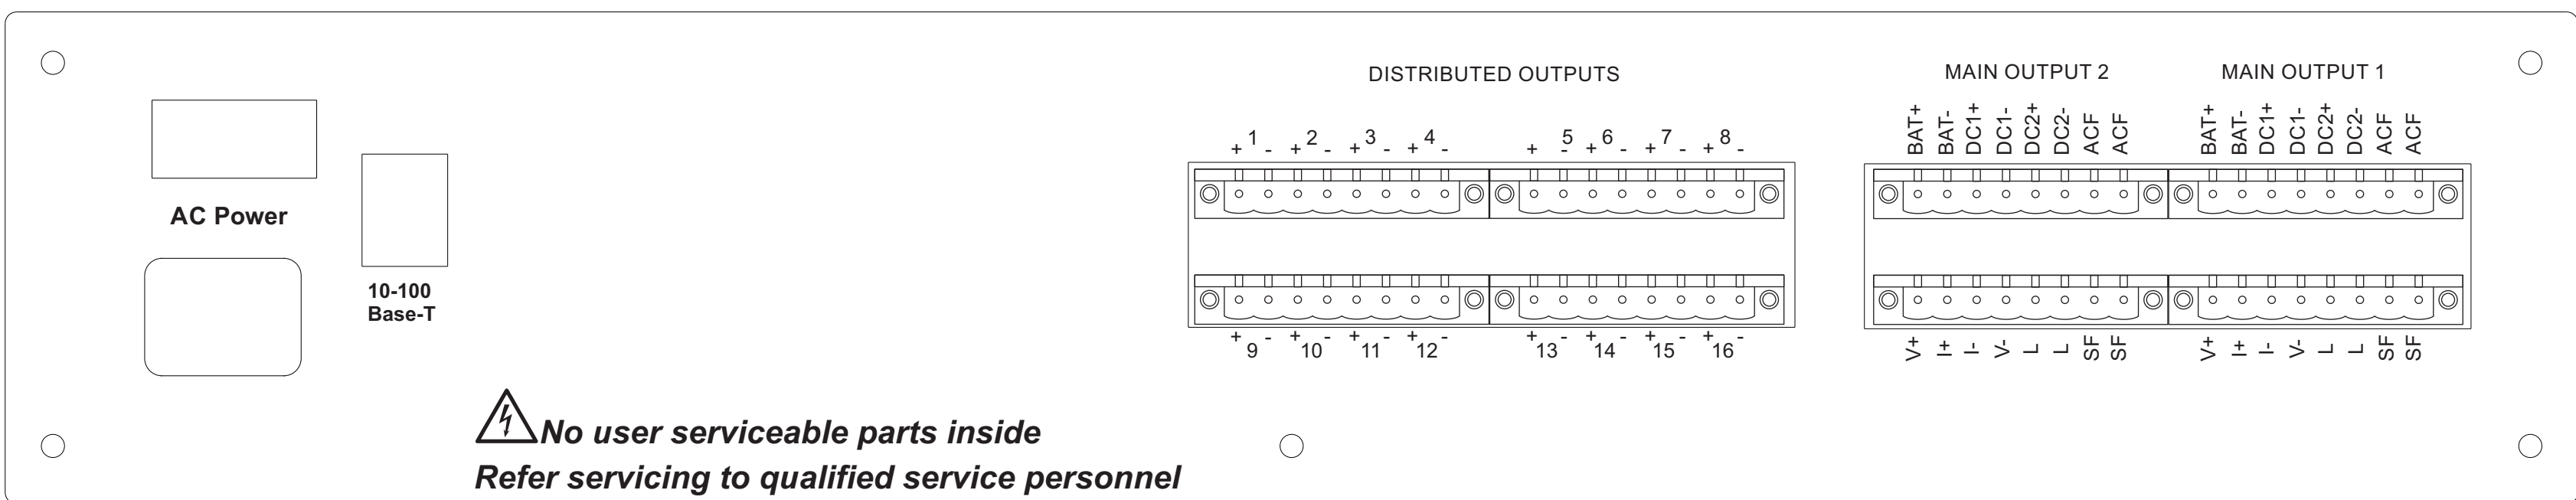 DISTRIBUTED OUTPUTS
MAIN OUTPUT 2
MAIN OUTPUT 1
BAT+ BAT- DC1+ DC1- DC2+ DC2- ACF ACF
BAT+ BAT- DC1+ DC1- DC2+ DC2- ACF ACF
+ 1 - + 2 - + 3 - + 4 - + 5 - + 6 - + 7 - + 8 -
AC Power
10-100
Base-T
+ 9 - + 10 - + 11 - + 12 - + 13 - + 14 - + 15 - + 16 -
V+ I+ I- V- L L SF SF
V+ I+ I- V- L L SF SF
No user serviceable parts inside
Refer servicing to qualified service personnel